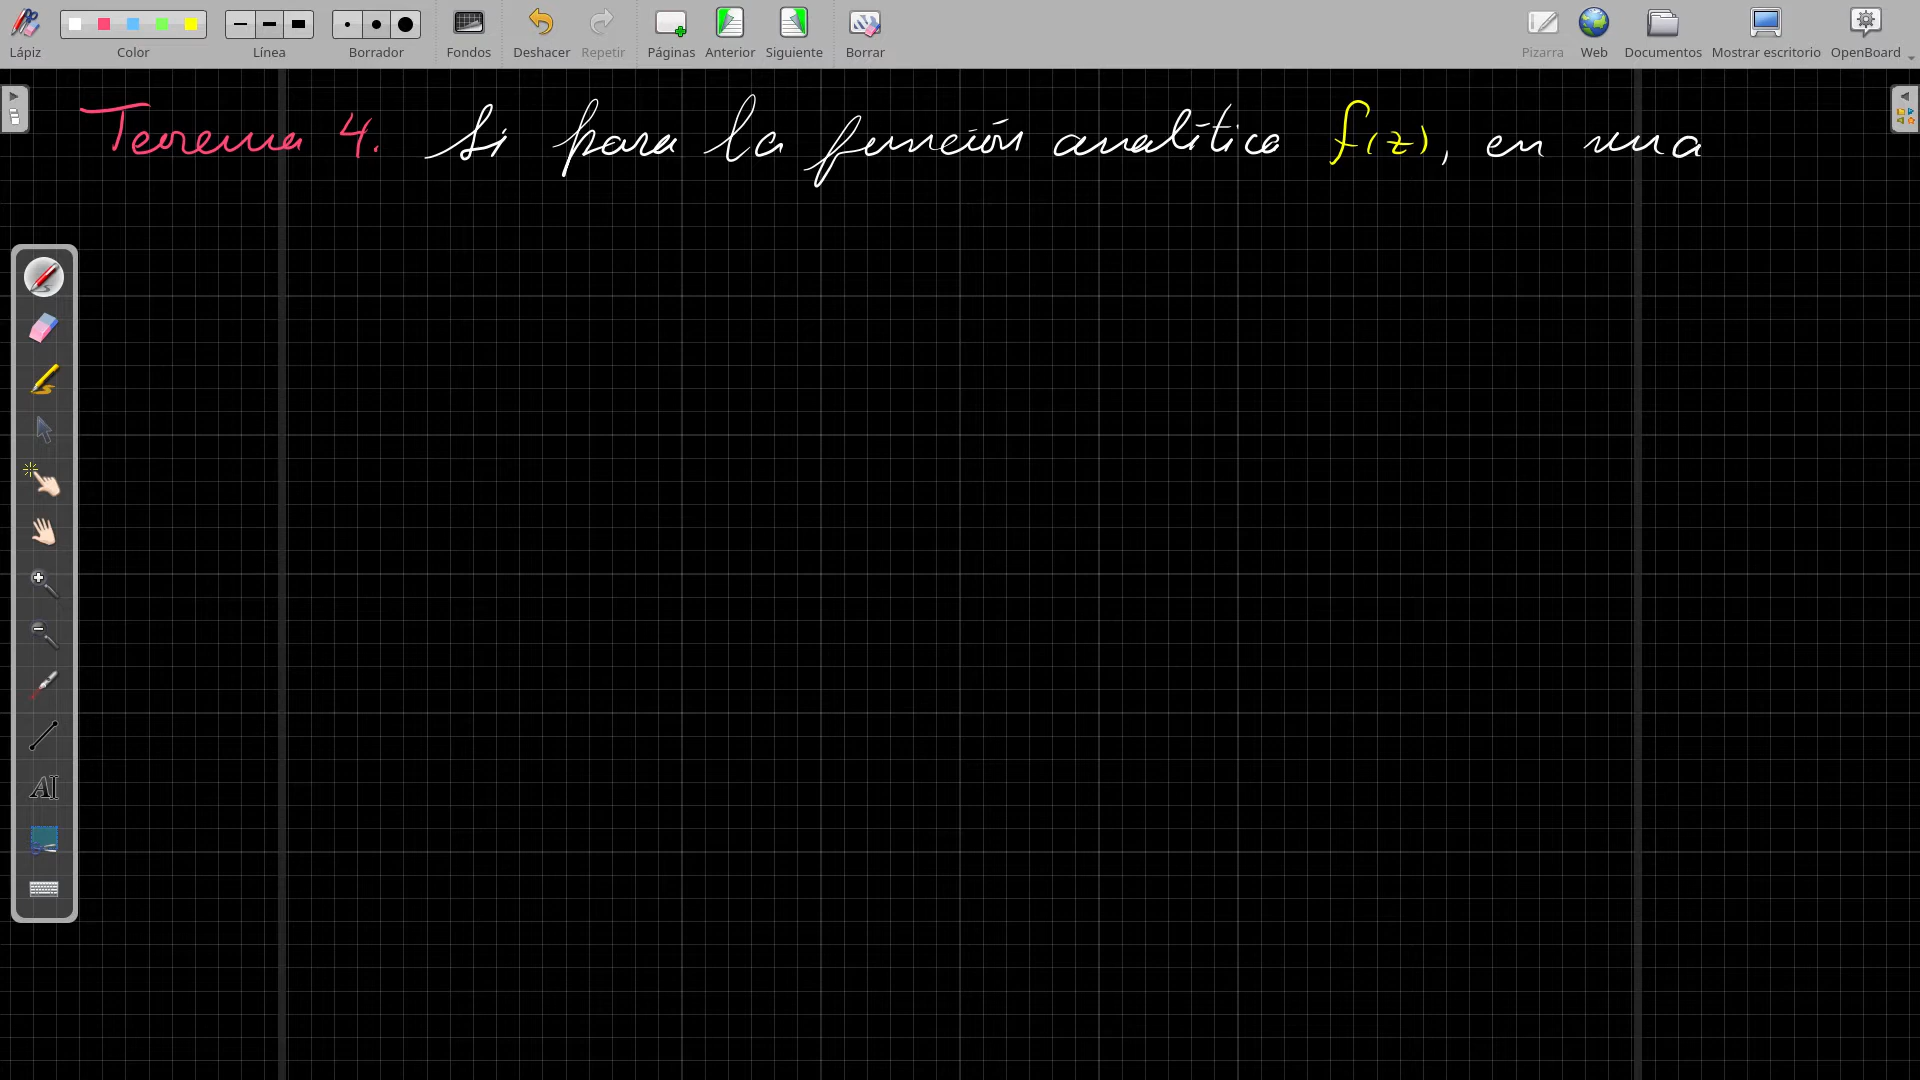 Lápiz Color Línea Borrador Fondos Deshacer Repetir Páginas Anterior Siguiente Borrar Pizarra Web Documentos Mostrar escritorio OpenBoard
Teorema 4. Si para la función analítica f(z), en una